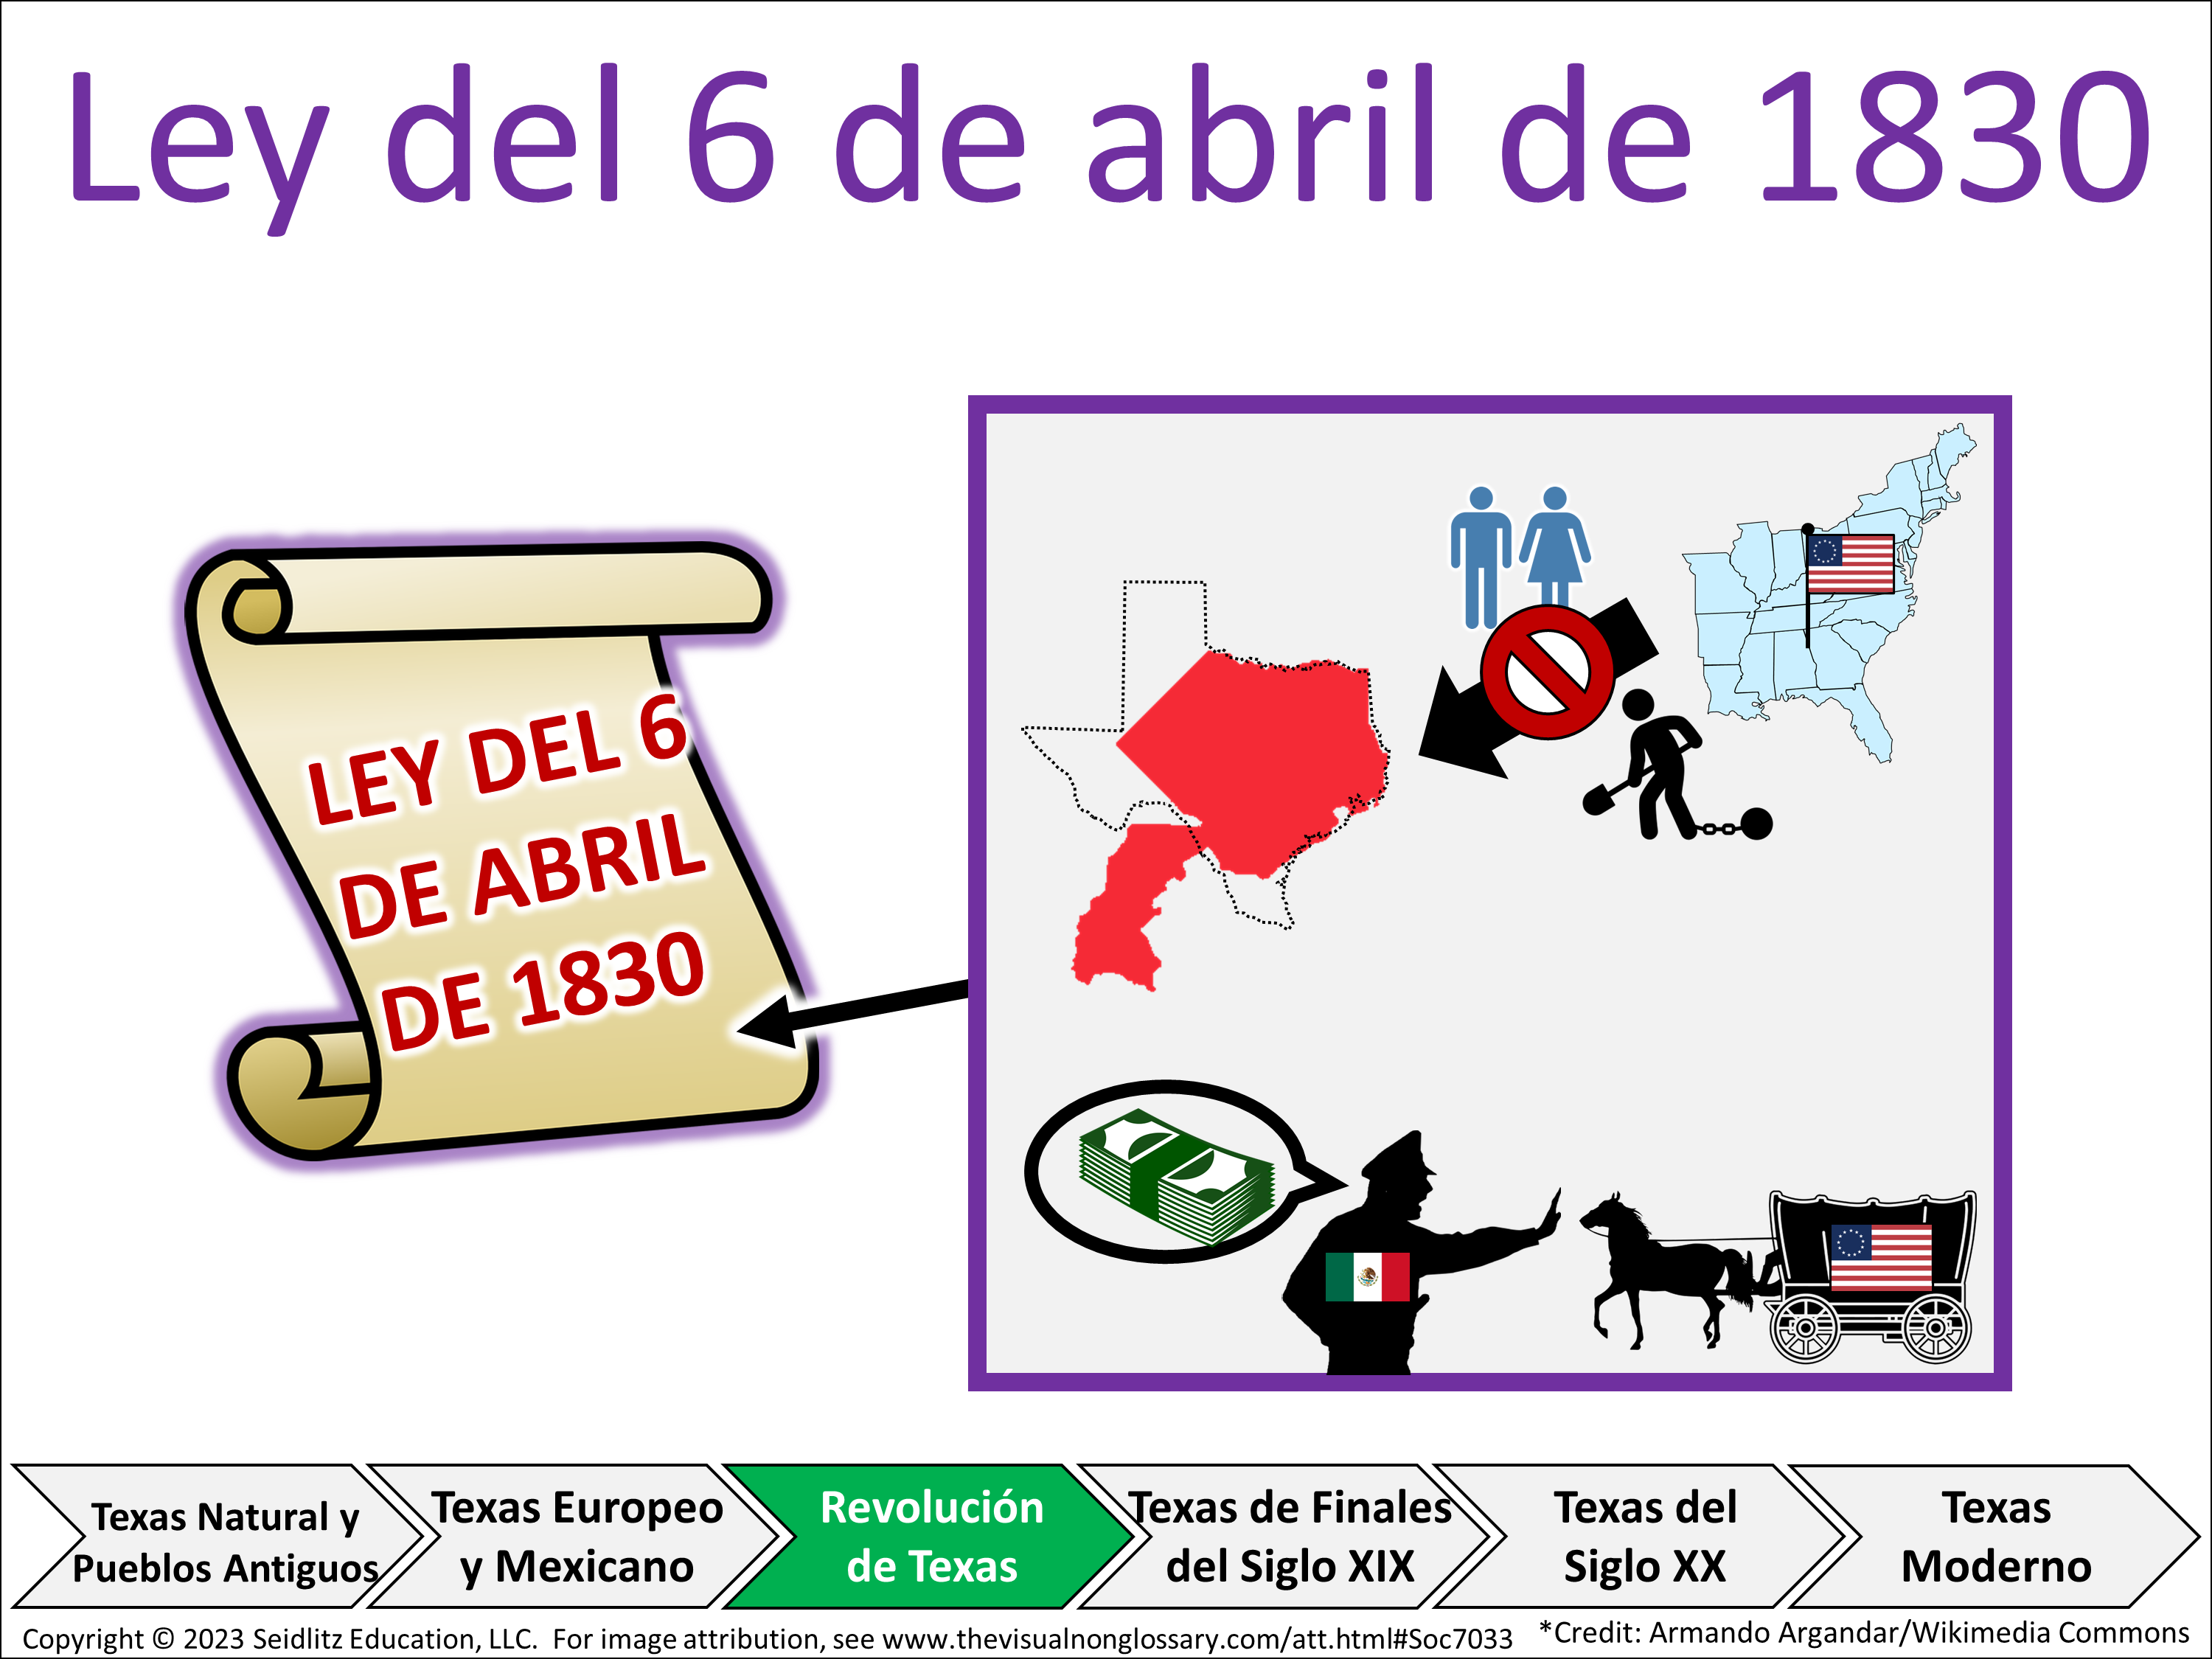 Ley del 6 de abril de 1830
LEY DEL 6
DE ABRIL
DE 1830
Texas Natural y
Pueblos Antiguos
Texas Europeo
y Mexicano
Revolución
de Texas
Texas de Finales
del Siglo XIX
Texas del
Siglo XX
Texas
Moderno
Copyright © 2023 Seidlitz Education, LLC.  For image attribution, see www.thevisualnonglossary.com/att.html#Soc7033
*Credit: Armando Argandar/Wikimedia Commons